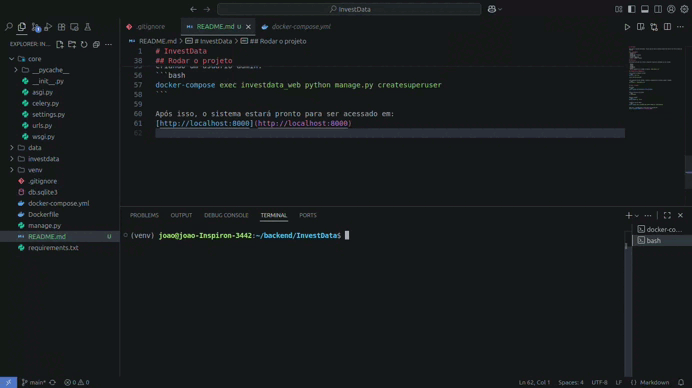 InvestData
EXPLORER: IN...
core
__pycache__
__init__.py
asgi.py
celery.py
settings.py
urls.py
wsgi.py
data
investdata
venv
.gitignore
db.sqlite3
docker-compose.yml
Dockerfile
manage.py
README.md
requirements.txt
.gitignore
README.md U
docker-compose.yml
README.md > # InvestData > ## Rodar o projeto
1 # InvestData
38 ## Rodar o projeto
56 ```bash
57 docker-compose exec investdata_web python manage.py createsuperuser
58 ```
59
60 Após isso, o sistema estará pronto para ser acessado em:
61 [http://localhost:8000](http://localhost:8000)
62
PROBLEMS OUTPUT DEBUG CONSOLE TERMINAL PORTS
(venv) joao@joao-Inspiron-3442:~/backend/InvestData$
docker-co...
bash
main* 0 0 Ln 62, Col 1 Spaces: 4 UTF-8 LF Markdown